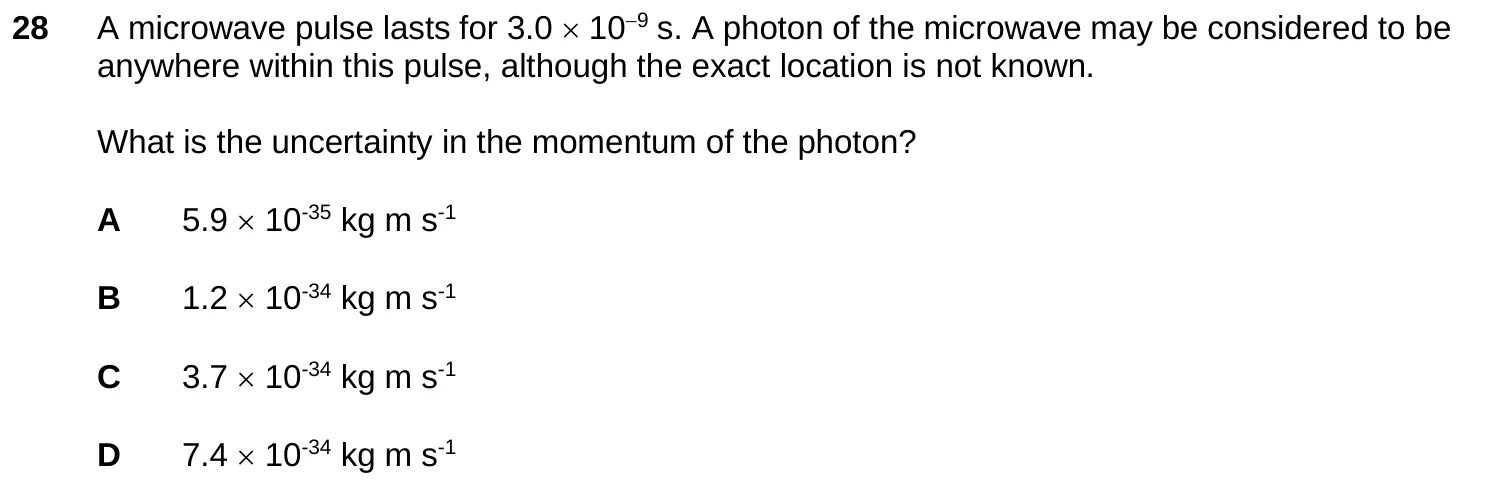 28 A microwave pulse lasts for 3.0 × 10⁻⁹ s. A photon of the microwave may be considered to be
anywhere within this pulse, although the exact location is not known.
What is the uncertainty in the momentum of the photon?
A 5.9 × 10⁻³⁵ kg m s⁻¹
B 1.2 × 10⁻³⁴ kg m s⁻¹
C 3.7 × 10⁻³⁴ kg m s⁻¹
D 7.4 × 10⁻³⁴ kg m s⁻¹